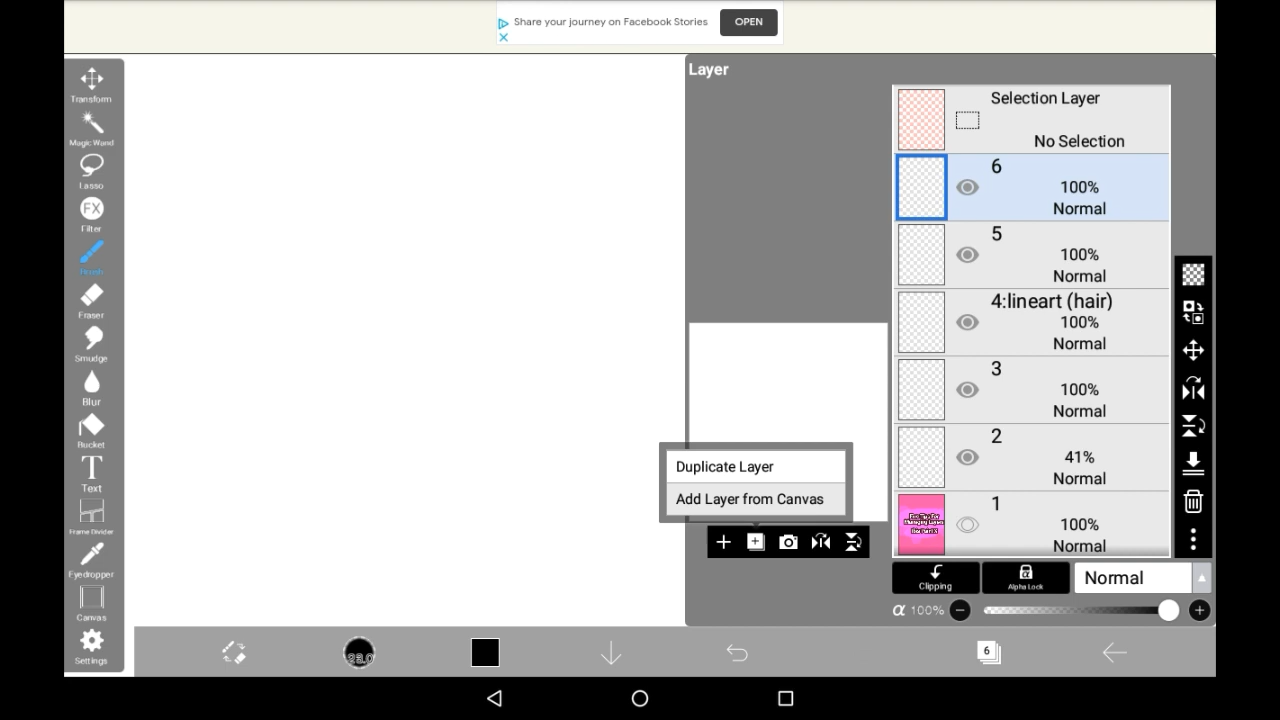 Share your journey on Facebook Stories
OPEN
Layer
Transform
Magic Wand
Lasso
FX
Filter
Brush
Eraser
Smudge
Blur
Bucket
T
Text
Frame Divider
Eyedropper
Canvas
Settings
Selection Layer
No Selection
6
100%
Normal
5
100%
Normal
4:lineart (hair)
100%
Normal
3
100%
Normal
2
41%
Normal
1
100%
Normal
Duplicate Layer
Add Layer from Canvas
Clipping
α
Alpha Lock
Normal
α 100%
23.0
6